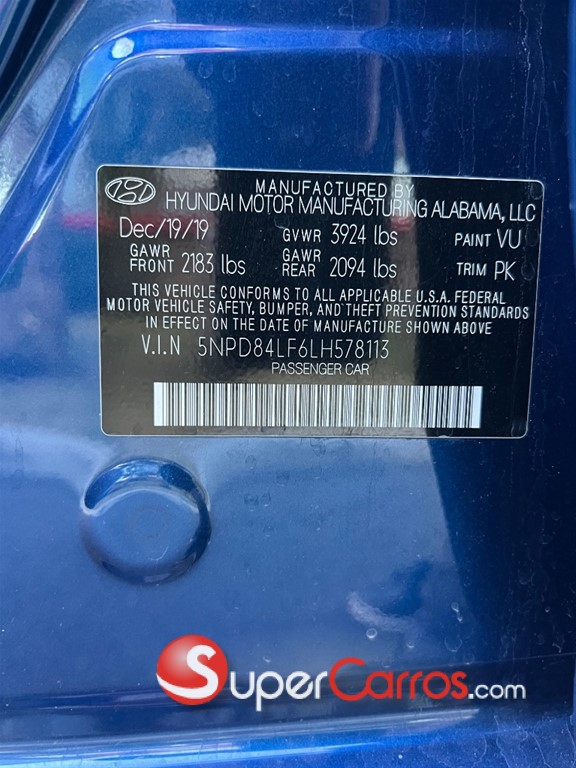 MANUFACTURED BY
HYUNDAI MOTOR MANUFACTURING ALABAMA, LLC
Dec/19/19 GVWR 3924 lbs PAINT VU
GAWR FRONT 2183 lbs GAWR REAR 2094 lbs TRIM PK
THIS VEHICLE CONFORMS TO ALL APPLICABLE U.S.A. FEDERAL
MOTOR VEHICLE SAFETY, BUMPER, AND THEFT PREVENTION STANDARDS
IN EFFECT ON THE DATE OF MANUFACTURE SHOWN ABOVE
V.I.N 5NPD84LF6LH578113
PASSENGER CAR
SUPERCARROS.com